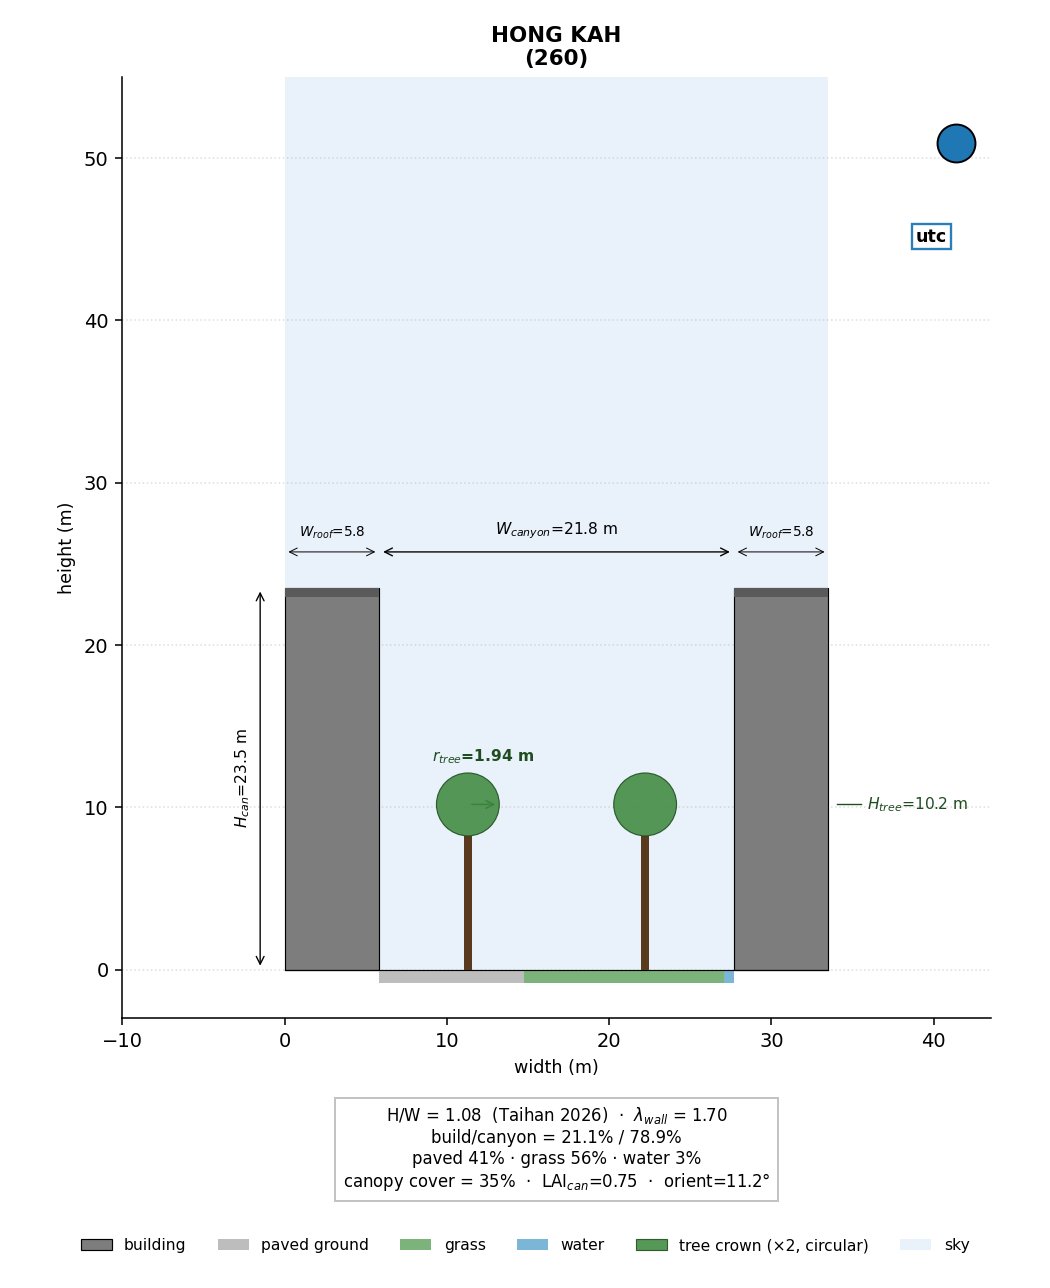 HONG KAH
(260)
utc
50
40
30
20
10
0
height (m)
W_roof=5.8
W_canyon=21.8 m
W_roof=5.8
H_can=23.5 m
r_tree=1.94 m
H_tree=10.2 m
−10 0 10 20 30 40
width (m)
H/W = 1.08 (Taihan 2026) · λ_wall = 1.70
build/canyon = 21.1% / 78.9%
paved 41% · grass 56% · water 3%
canopy cover = 35% · LAI_can=0.75 · orient=11.2°
building paved ground grass water tree crown (×2, circular) sky